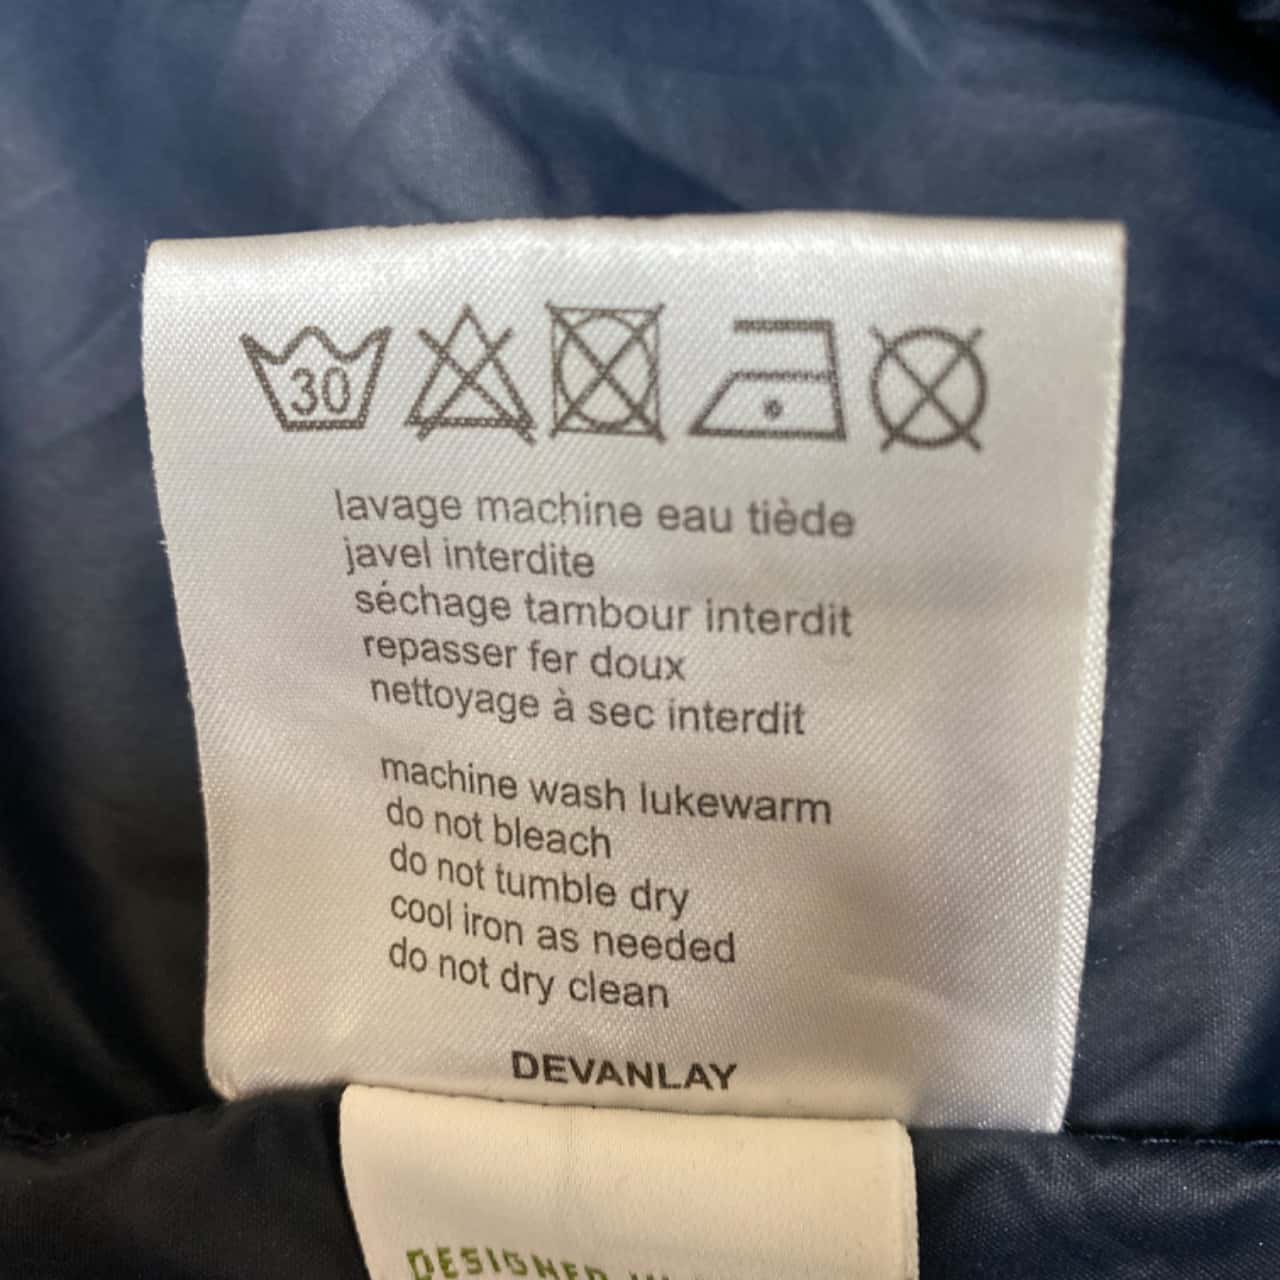 30
lavage machine eau tiède
javel interdite
séchage tambour interdit
repasser fer doux
nettoyage à sec interdit
machine wash lukewarm
do not bleach
do not tumble dry
cool iron as needed
do not dry clean
DEVANLAY
DESIGNED